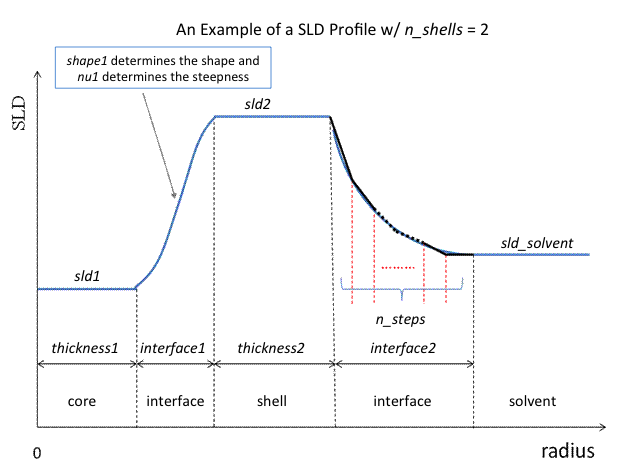 An Example of a SLD Profile w/ n_shells = 2
shape1 determines the shape and
nu1 determines the steepness
SLD
sld2
sld_solvent
sld1
n_steps
thickness1 interface1 thickness2 interface2
core interface shell interface solvent
0
radius